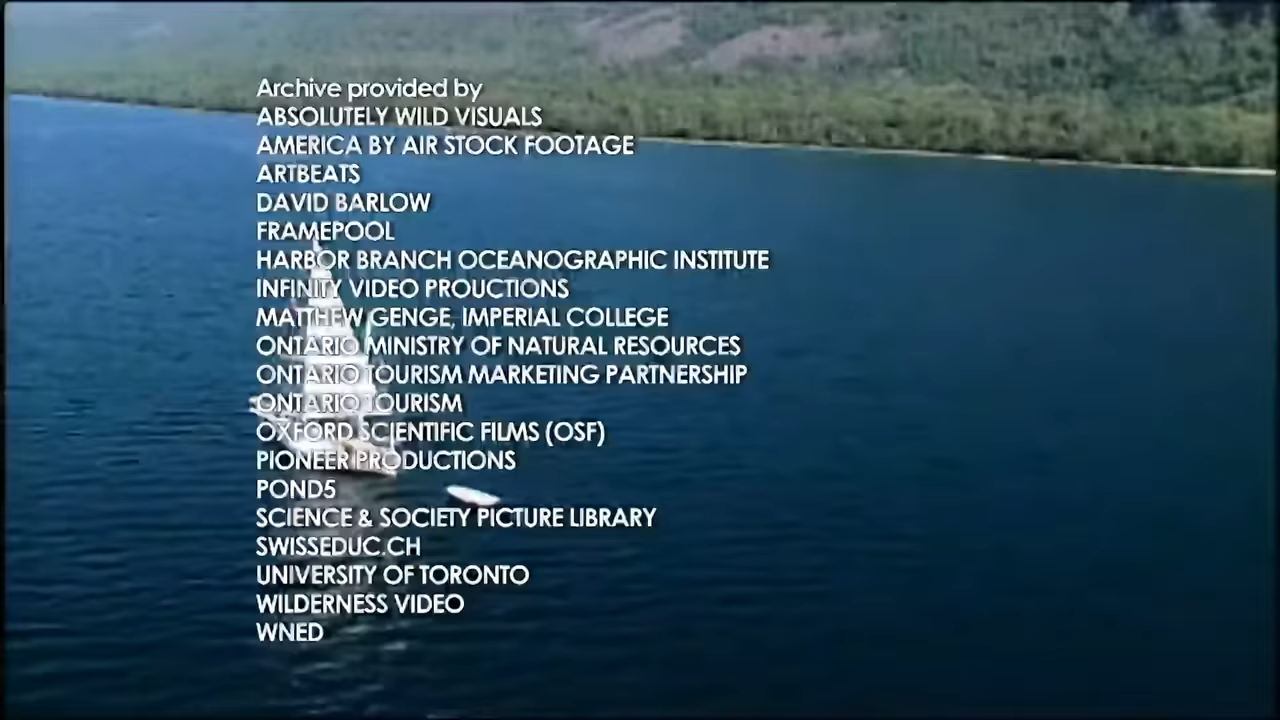 Archive provided by
ABSOLUTELY WILD VISUALS
AMERICA BY AIR STOCK FOOTAGE
ARTBEATS
DAVID BARLOW
FRAMEPOOL
HARBOR BRANCH OCEANOGRAPHIC INSTITUTE
INFINITY VIDEO PROUCTIONS
MATTHEW GENGE, IMPERIAL COLLEGE
ONTARIO MINISTRY OF NATURAL RESOURCES
ONTARIO TOURISM MARKETING PARTNERSHIP
ONTARIO TOURISM
OXFORD SCIENTIFIC FILMS (OSF)
PIONEER PRODUCTIONS
POND5
SCIENCE & SOCIETY PICTURE LIBRARY
SWISSEDUC.CH
UNIVERSITY OF TORONTO
WILDERNESS VIDEO
WNED